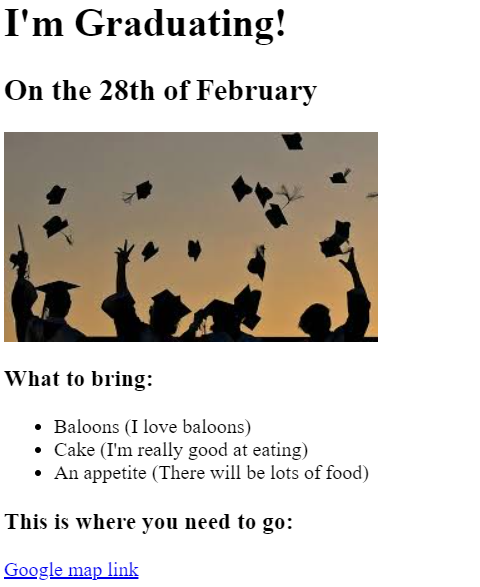 I'm Graduating!
On the 28th of February
What to bring:
Baloons (I love baloons)
Cake (I'm really good at eating)
An appetite (There will be lots of food)
This is where you need to go:
Google map link